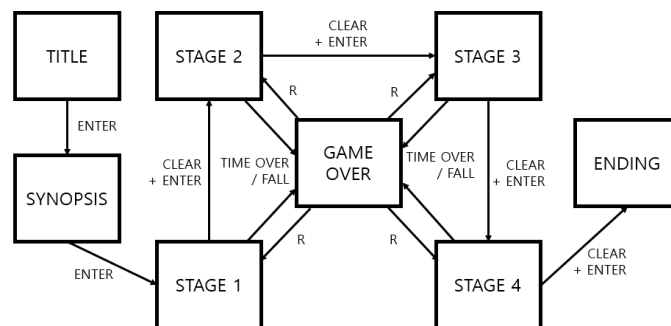 TITLE
STAGE 2
CLEAR
+ ENTER
STAGE 3
R
R
ENTER
GAME
OVER
CLEAR
+ ENTER
TIME OVER
/ FALL
TIME OVER
/ FALL
CLEAR
+ ENTER
ENDING
SYNOPSIS
R
R
ENTER
STAGE 1
STAGE 4
CLEAR
+ ENTER